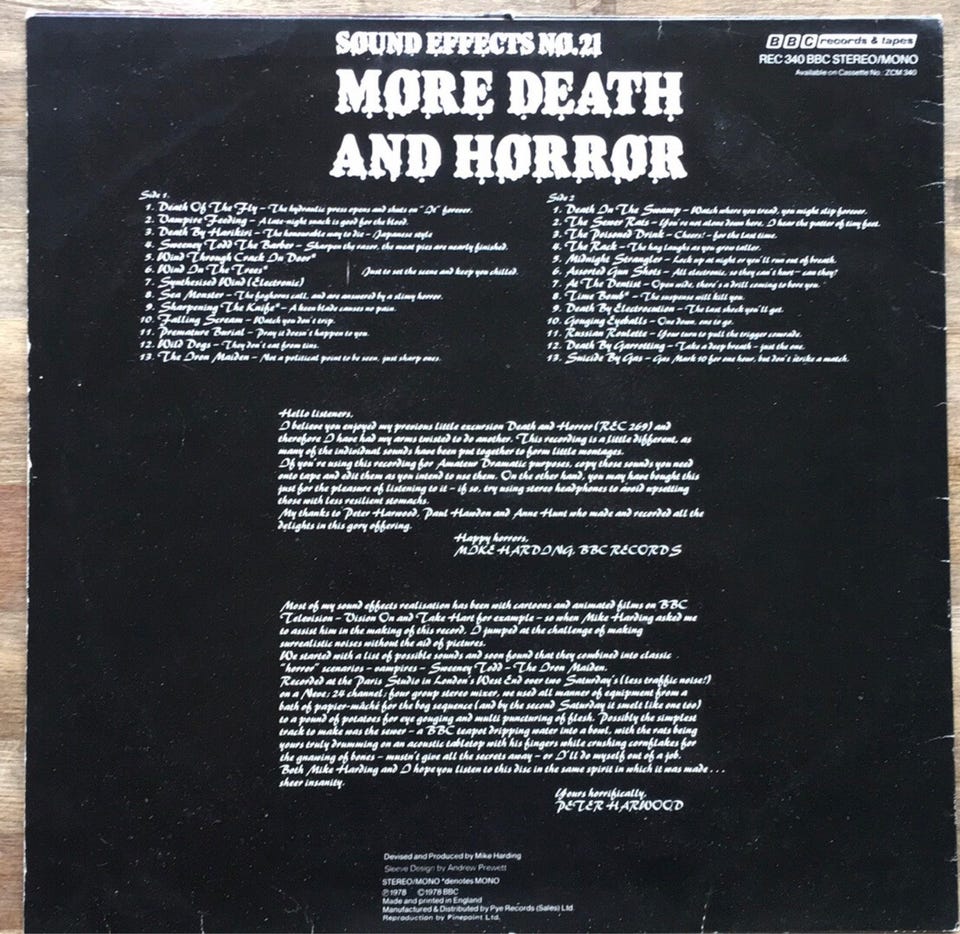 SOUND EFFECTS NO.21
MØRE DEATH
AND HØRRØR
BBC records & tapes
REC 340 BBC STEREO/MONO
Available on Cassette No: ZCM 340
Side 1.
1. Death Of The Fly – The hydraulic press opens and shuts on "It" forever.
2. Vampire Feeding – A late-night snack is good for the blood
3. Death By Harikiri – The honourable way to die – Japanese style
4. Sweeney Todd The Barber – Sharpen thy razor, the meat pies are nearly finished.
5. Wind Through Crack In Door*
6. Wind In The Trees*
(Just to set the scene and keep you chilled.
7. Synthesised Wind (Electronic)
8. Sea Monster – The foghorns call, and are answered by a slimy horror.
9. Sharpening The Knife* – A keen blade causes no pain.
10. Falling Scream – Watch you don't trip.
11. Premature Burial – Pray it doesn't happen to you.
12. Wild Dogs – They don't eat from tins.
13. The Iron Maiden – Not a political point to be seen, just sharp ones.
Side 2
1. Death In The Swamp – Watch where you tread, you might slip forever.
2. The Sewer Rats – You're not alone down here, I hear the patter of tiny feet.
3. The Poisoned Drink – Cheers! – for the last time.
4. The Rack – The hag laughs as you grow taller.
5. Midnight Strangler – Lock up at night or you'll run out of breath.
6. Assorted Gun Shots – All electronic, so they can't hurt – can they?
7. At The Dentist – Open wide, there's a drill coming to bore you.
8. Time Bomb* – The suspense will kill you.
9. Death By Electrocution – The last shock you'll get.
10. Gouging Eyeballs – One down, one to go.
11. Russian Roulette – Your turn to pull the trigger comrade.
12. Death By Garrotting – Take a deep breath – just the one.
13. Suicide By Gas – Gas Mark 10 for one hour, but don't strike a match.
Hello listeners,
I believe you enjoyed my previous little excursion Death and Horror (REC 269) and
therefore I have had my arms twisted to do another. This recording is a little different, as
many of the individual sounds have been put together to form little montages.
If you're using this recording for Amateur Dramatic purposes, copy those sounds you need
onto tape and edit them as you intend to use them. On the other hand, you may have bought this
just for the pleasure of listening to it – if so, try using stereo headphones to avoid upsetting
those with less resilient stomachs.
My thanks to Peter Harwood, Paul Hawdon and Anne Hunt who made and recorded all the
delights in this gory offering.
Happy horrors,
MIKE HARDING, BBC RECORDS
Most of my sound effects realisation has been with cartoons and animated films on BBC
Television – Vision On and Take Hart for example – so when Mike Harding asked me
to assist him in the making of this record, I jumped at the challenge of making
surrealistic noises without the aid of pictures.
We started with a list of possible sounds and soon found that they combined into classic
"horror" scenarios – vampires – Sweeney Todd – The Iron Maiden.
Recorded at the Paris Studio in London's West End over two Saturday's (less traffic noise!)
on a Neve; 24 channel; four group stereo mixer, we used all manner of equipment from a
bath of papier-mâché for the bog sequence (and by the second Saturday it smelt like one too)
to a pound of potatoes for eye gouging and multi puncturing of flesh. Possibly the simplest
track to make was the sewer – a BBC teapot dripping water into a bowl, with the rats being
yours truly drumming on an acoustic tabletop with his fingers while crushing cornflakes for
the gnawing of bones – mustn't give all the secrets away – or I'll do myself out of a job.
Both Mike Harding and I hope you listen to this disc in the same spirit in which it was made...
sheer insanity.
Yours horrifically,
PETER HARWOOD
Devised and Produced by Mike Harding
Sleeve Design by Andrew Prewett
STEREO/MONO *denotes MONO
℗1978 ©1978 BBC
Made and printed in England
Manufactured & Distributed by Pye Records (Sales) Ltd.
Reproduction by Pinepoint Ltd.